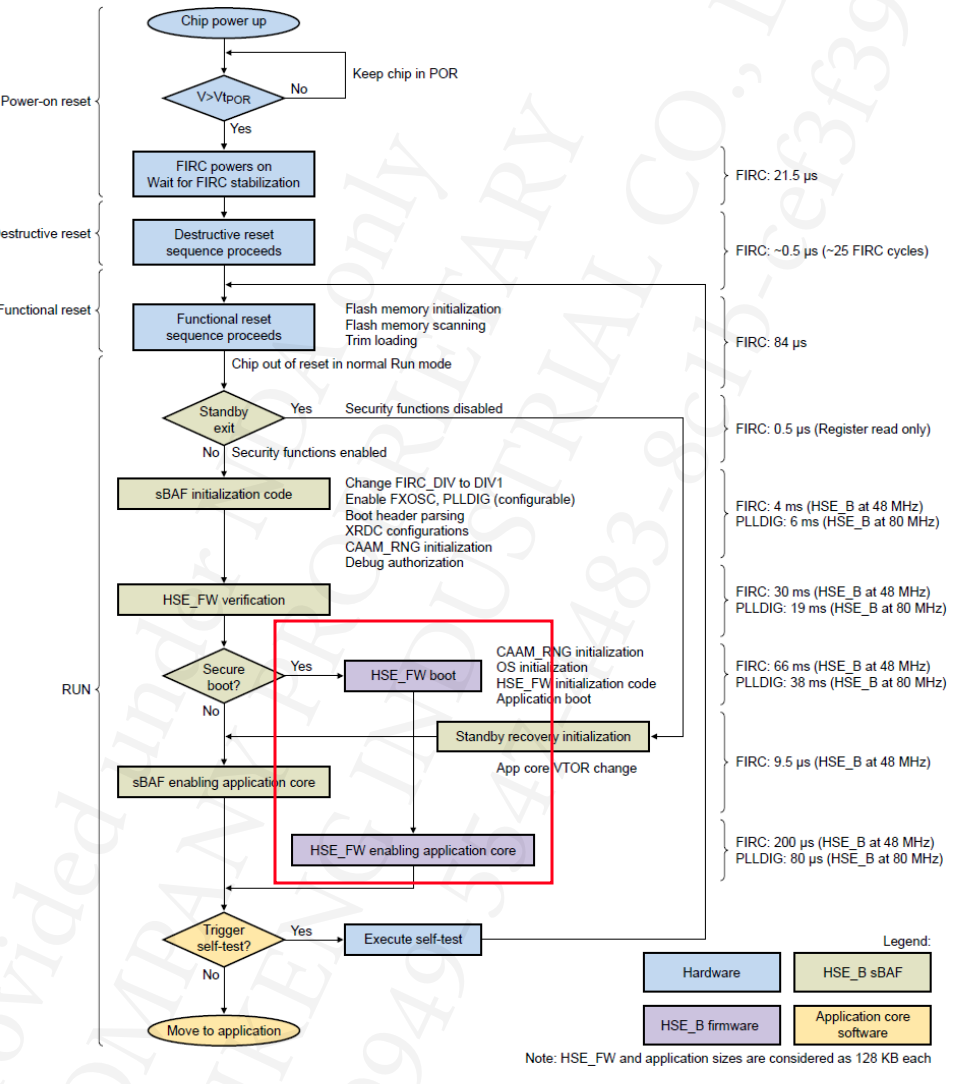 Chip power up
Keep chip in POR
V>VtPOR
No
Power-on reset
Yes
FIRC powers on
Wait for FIRC stabilization
FIRC: 21.5 µs
Destructive reset
sequence proceeds
estructive reset
FIRC: ~0.5 µs (~25 FIRC cycles)
Functional reset
sequence proceeds
unctional reset
Flash memory initialization
Flash memory scanning
Trim loading
FIRC: 84 µs
Chip out of reset in normal Run mode
Standby
exit
Yes
Security functions disabled
FIRC: 0.5 µs (Register read only)
No
Security functions enabled
sBAF initialization code
Change FIRC_DIV to DIV1
Enable FXOSC, PLLDIG (configurable)
Boot header parsing
XRDC configurations
CAAM_RNG initialization
Debug authorization
FIRC: 4 ms (HSE_B at 48 MHz)
PLLDIG: 6 ms (HSE_B at 80 MHz)
HSE_FW verification
FIRC: 30 ms (HSE_B at 48 MHz)
PLLDIG: 19 ms (HSE_B at 80 MHz)
RUN
Secure
boot?
Yes
HSE_FW boot
CAAM_RNG initialization
OS initialization
HSE_FW initialization code
Application boot
FIRC: 66 ms (HSE_B at 48 MHz)
PLLDIG: 38 ms (HSE_B at 80 MHz)
No
Standby recovery initialization
App core VTOR change
FIRC: 9.5 µs (HSE_B at 48 MHz)
sBAF enabling application core
HSE_FW enabling application core
FIRC: 200 µs (HSE_B at 48 MHz)
PLLDIG: 80 µs (HSE_B at 80 MHz)
Trigger
self-test?
Yes
Execute self-test
No
Move to application
Legend:
Hardware
HSE_B sBAF
HSE_B firmware
Application core
software
Note: HSE_FW and application sizes are considered as 128 KB each